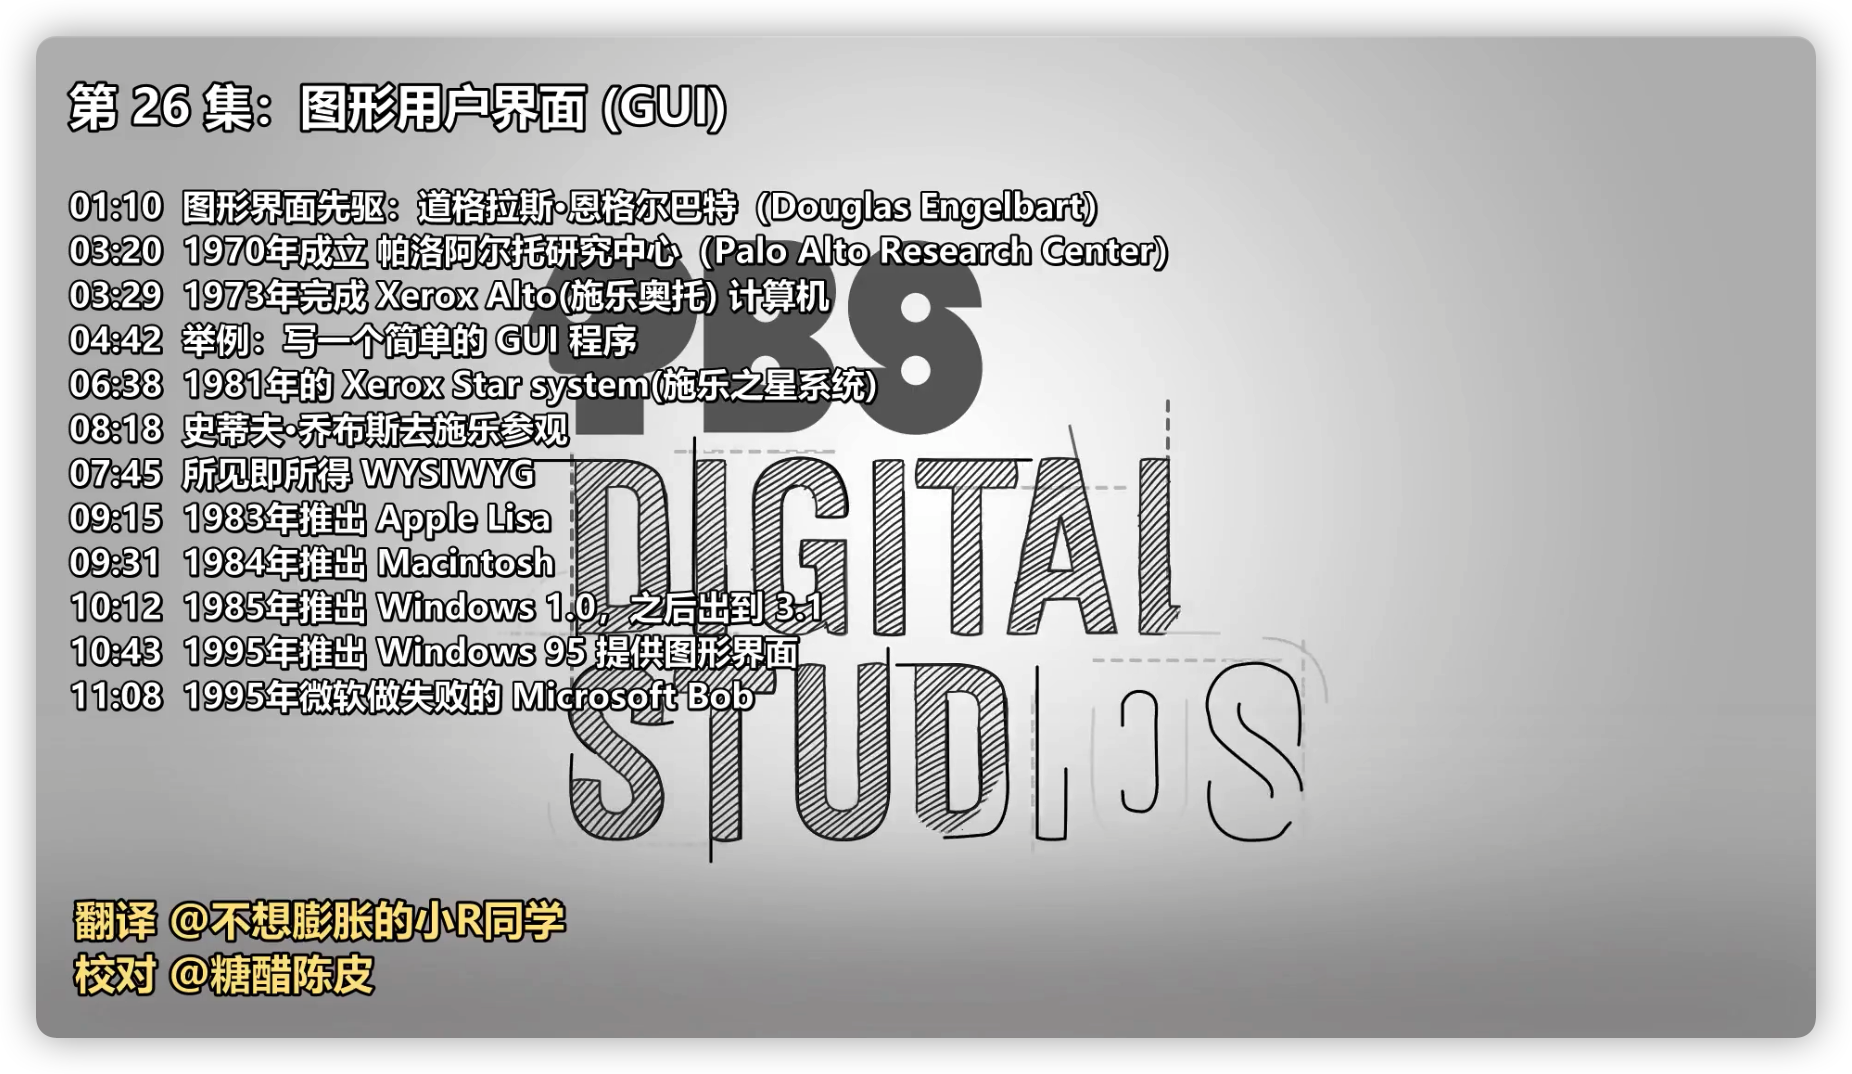 第 26 集：图形用户界面 (GUI)
01:10 图形界面先驱：道格拉斯•恩格尔巴特（Douglas Engelbart）
03:20 1970年成立 帕洛阿尔托研究中心（Palo Alto Research Center）
03:29 1973年完成 Xerox Alto(施乐奥托) 计算机
04:42 举例：写一个简单的 GUI 程序
06:38 1981年的 Xerox Star system(施乐之星系统)
08:18 史蒂夫•乔布斯去施乐参观
07:45 所见即所得 WYSIWYG
09:15 1983年推出 Apple Lisa
09:31 1984年推出 Macintosh
10:12 1985年推出 Windows 1.0，之后出到 3.1
10:43 1995年推出 Windows 95 提供图形界面
11:08 1995年微软做失败的 Microsoft Bob
PBS
DIGITAL
STUDIOS
翻译 @不想膨胀的小R同学
校对 @糖醋陈皮